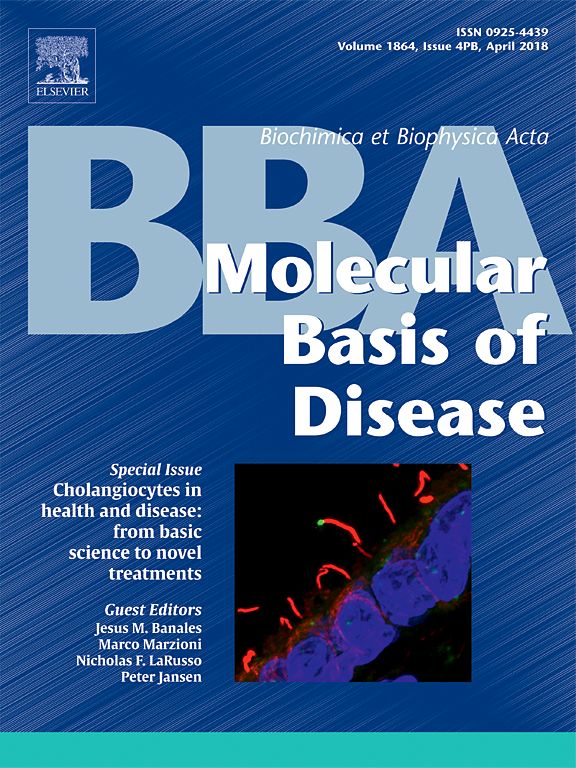 ISSN 0925-4439
Volume 1864, Issue 4PB, April 2018
ELSEVIER
BBA
Biochimica et Biophysica Acta
Molecular
Basis of
Disease
Special Issue
Cholangiocytes in
health and disease:
from basic
science to novel
treatments
Guest Editors
Jesus M. Banales
Marco Marzioni
Nicholas F. LaRusso
Peter Jansen